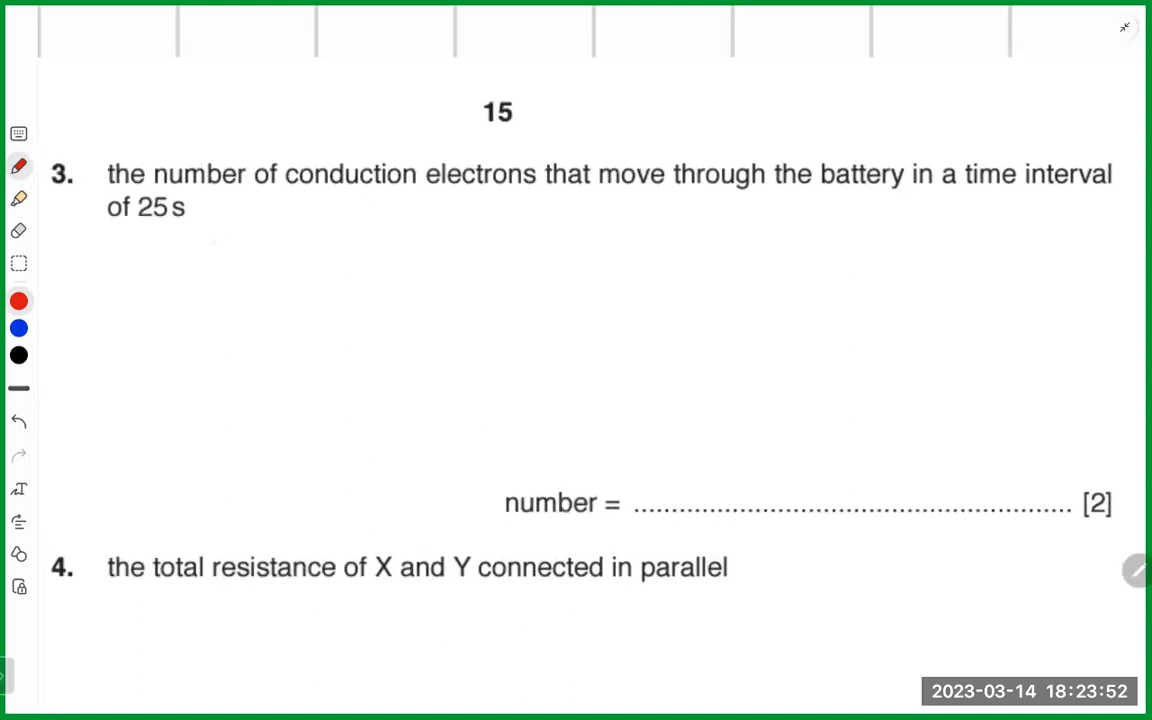 15
3. the number of conduction electrons that move through the battery in a time interval
of 25 s
number = ........................................................... [2]
4. the total resistance of X and Y connected in parallel
2023-03-14 18:23:52